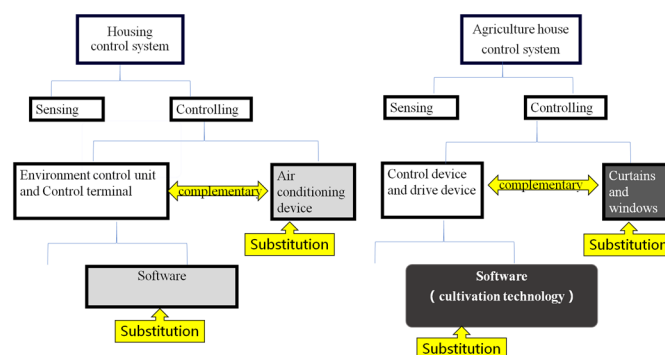 Housing
control system
Sensing
Controlling
Environment control unit
and Control terminal
complementary
Air
conditioning
device
Substitution
Software
Substitution
Agriculture house
control system
Sensing
Controlling
Control device
and drive device
complementary
Curtains
and
windows
Substitution
Software
( cultivation technology )
Substitution